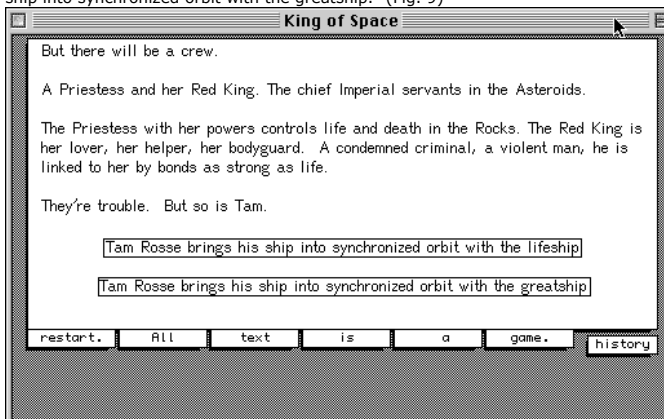 ship into synchronized orbit with the greatship." (Fig. 9)
King of Space
But there will be a crew.
A Priestess and her Red King. The chief Imperial servants in the Asteroids.
The Priestess with her powers controls life and death in the Rocks. The Red King is
her lover, her helper, her bodyguard. A condemned criminal, a violent man, he is
linked to her by bonds as strong as life.
They're trouble. But so is Tam.
Tam Rosse brings his ship into synchronized orbit with the lifeship
Tam Rosse brings his ship into synchronized orbit with the greatship
restart. All text is a game. history